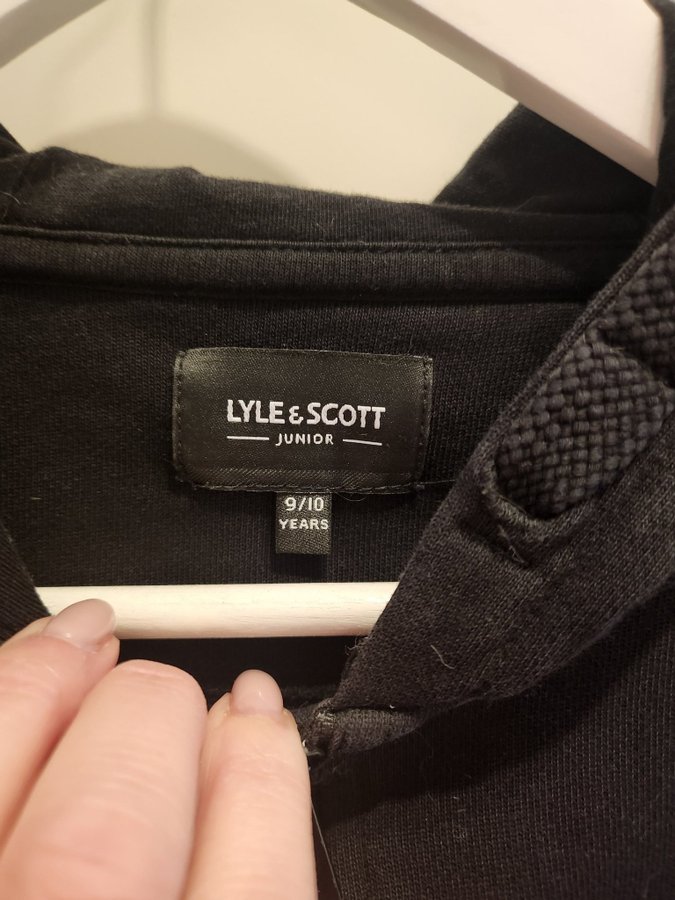 LYLE & SCOTT
JUNIOR
9/10
YEARS